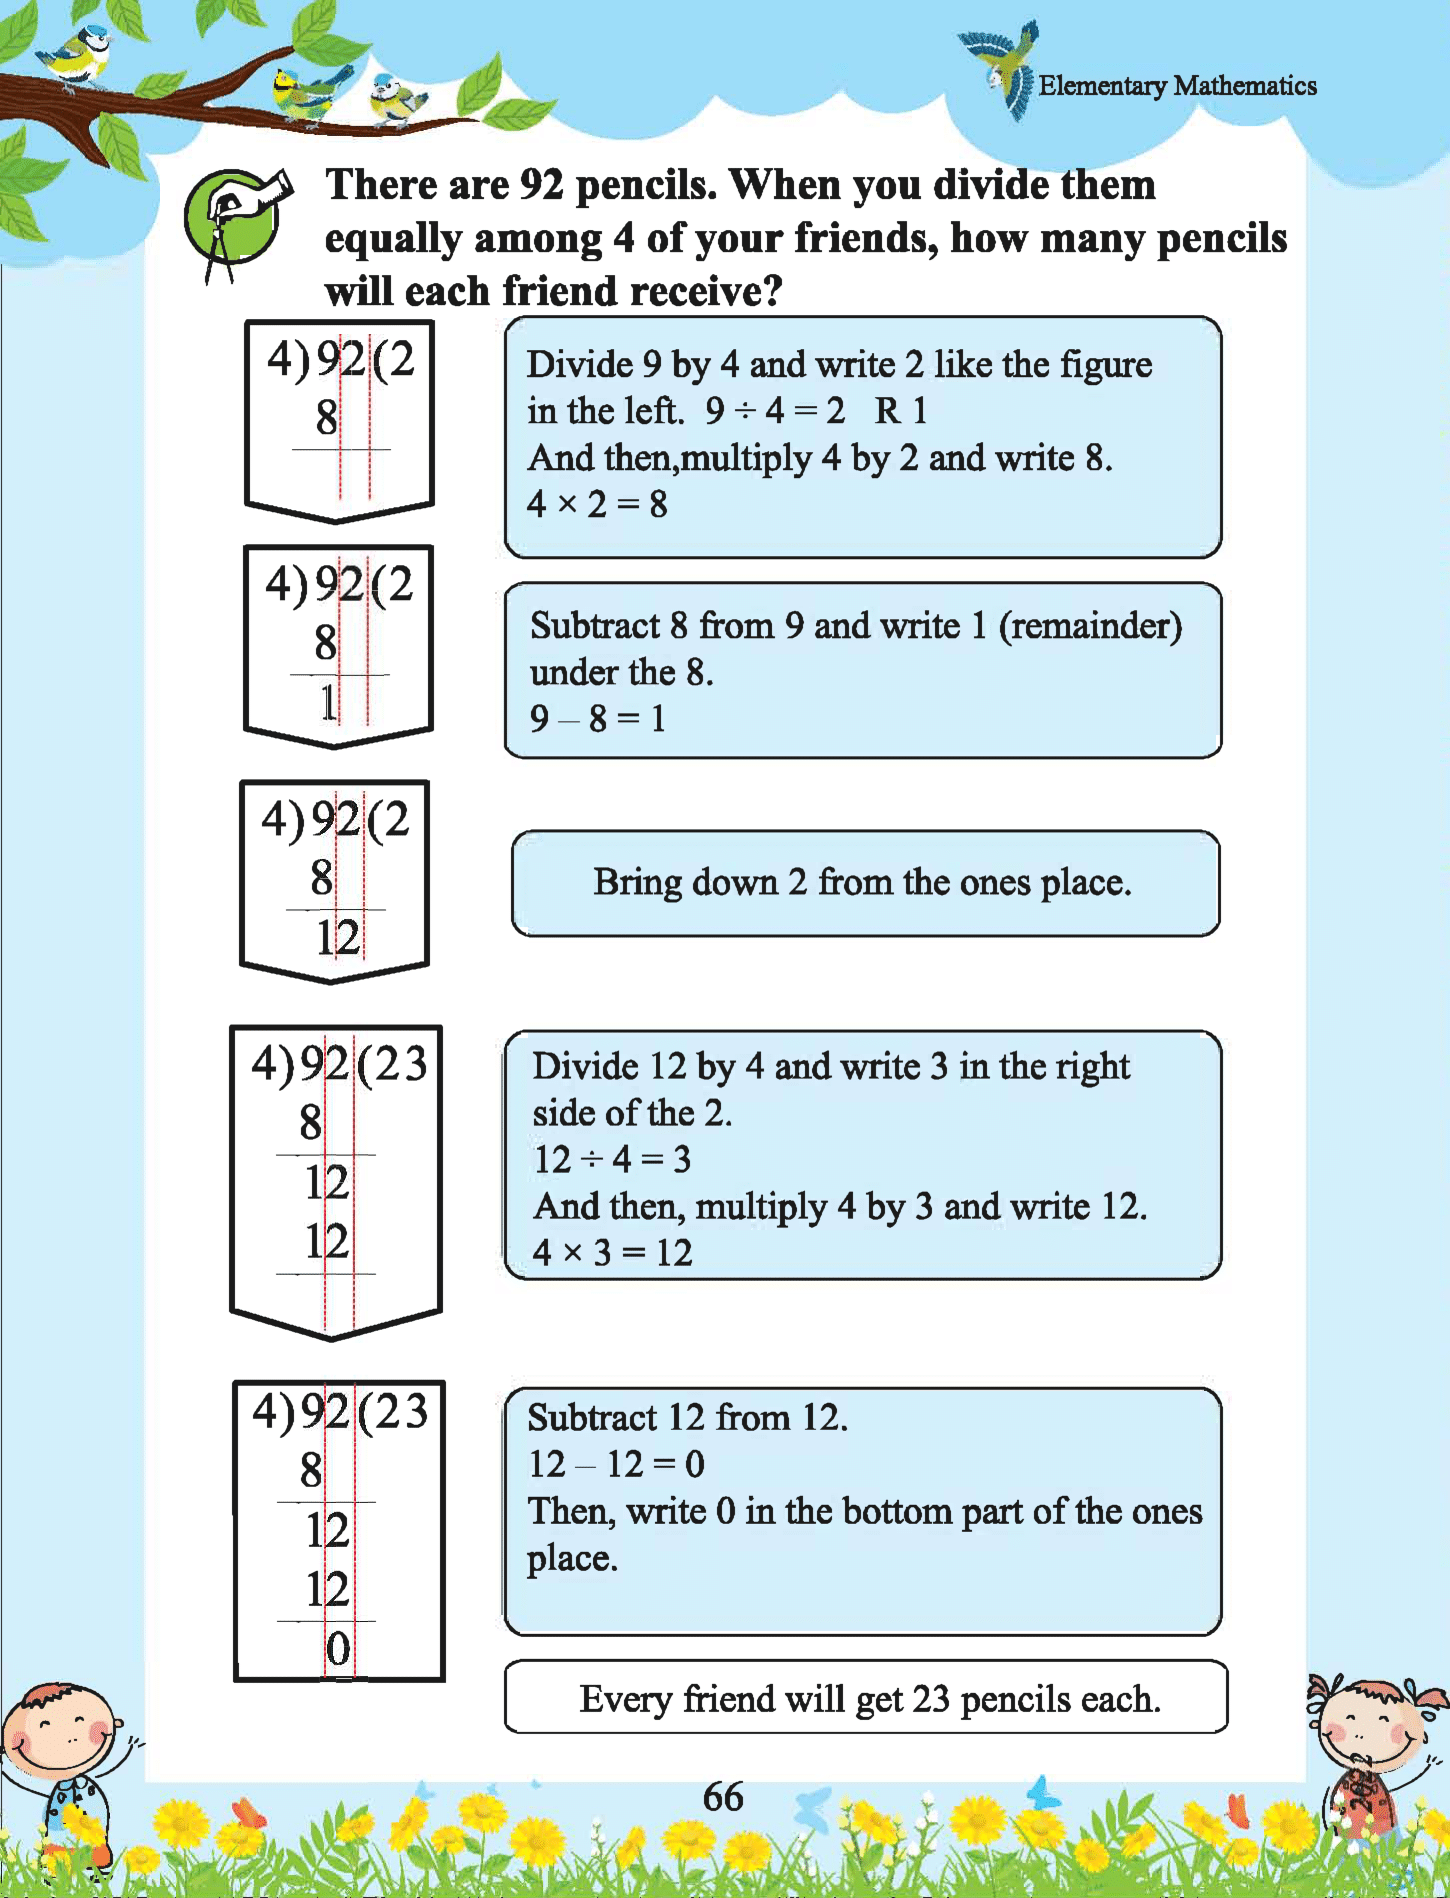 Elementary Mathematics
There are 92 pencils. When you divide them
equally among 4 of your friends, how many pencils
will each friend receive?
4)92(2
8
Divide 9 by 4 and write 2 like the figure
in the left. 9 ÷ 4 = 2 R 1
And then,multiply 4 by 2 and write 8.
4 × 2 = 8
4)92(2
8
1
Subtract 8 from 9 and write 1 (remainder)
under the 8.
9 – 8 = 1
4)92(2
8
12
Bring down 2 from the ones place.
4)92(23
8
12
12
Divide 12 by 4 and write 3 in the right
side of the 2.
12 ÷ 4 = 3
And then, multiply 4 by 3 and write 12.
4 × 3 = 12
4)92(23
8
12
12
0
Subtract 12 from 12.
12 – 12 = 0
Then, write 0 in the bottom part of the ones
place.
Every friend will get 23 pencils each.
66
2022